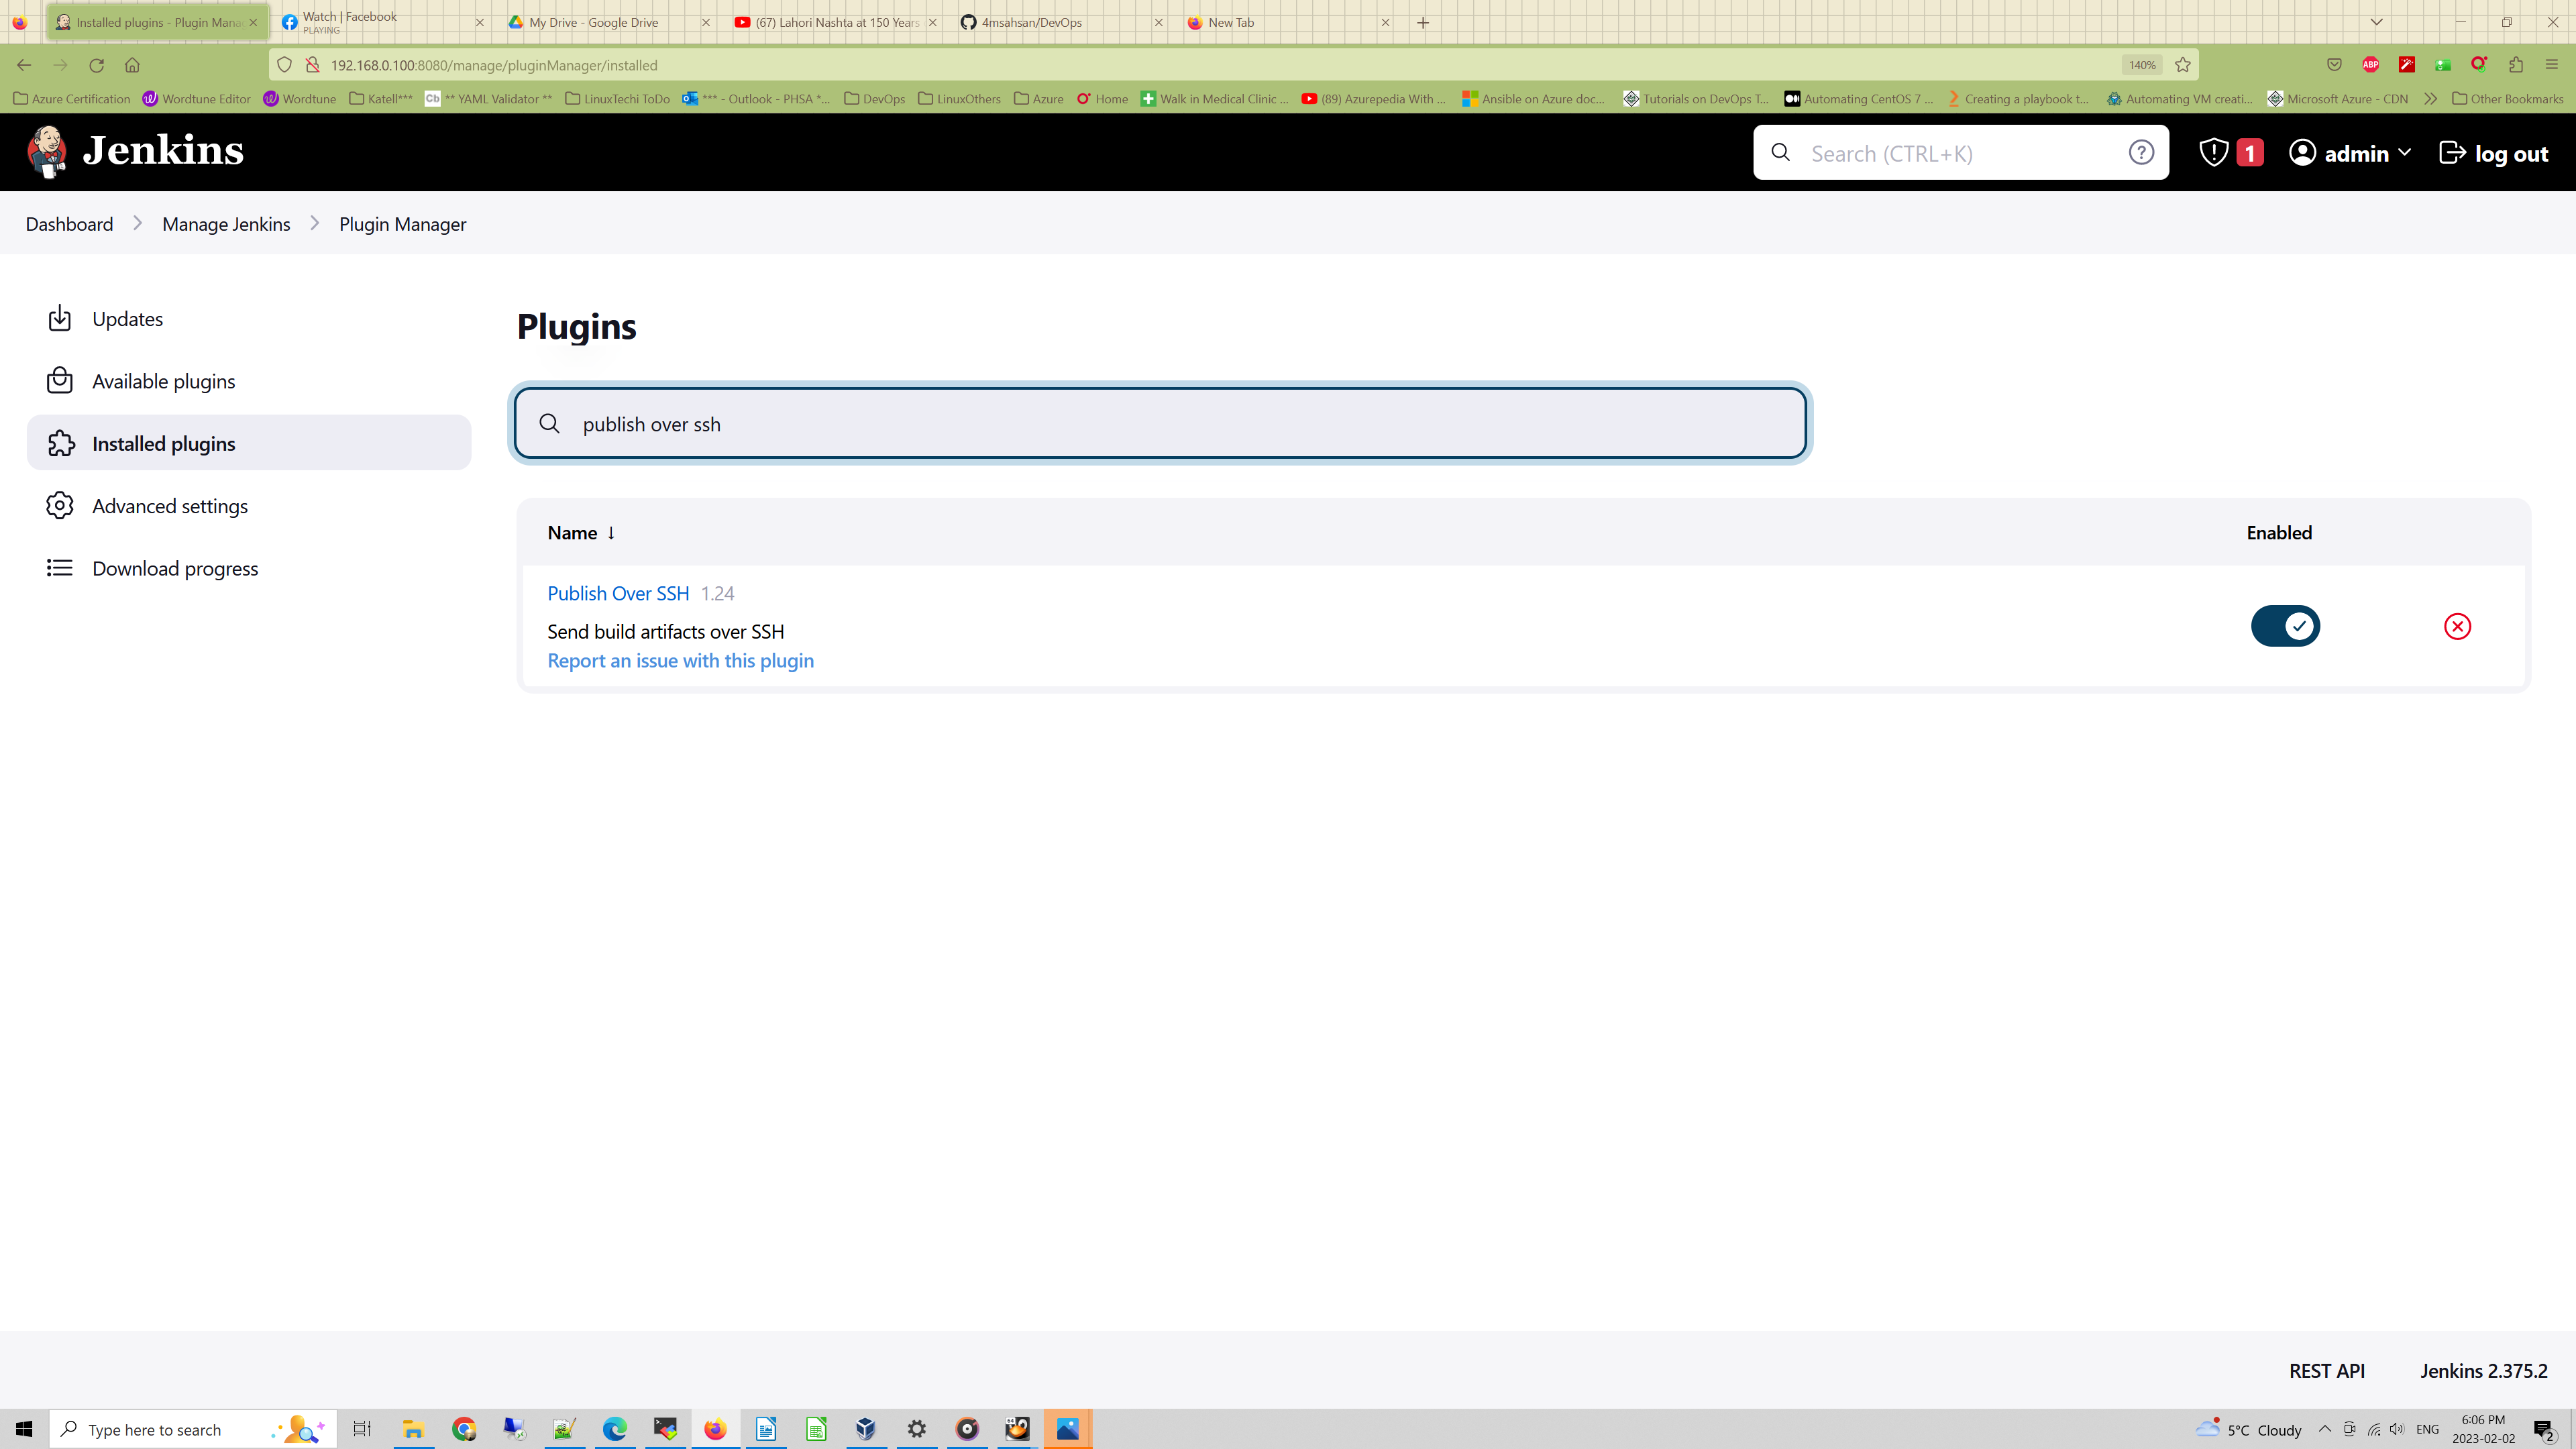 Installed plugins - Plugin Mana
Watch | Facebook
PLAYING
My Drive - Google Drive
(67) Lahori Nashta at 150 Years
4msahsan/DevOps
New Tab
192.168.0.100:8080/manage/pluginManager/installed
140%
ABP
Azure Certification
Wordtune Editor
Wordtune
Katell***
Cb ** YAML Validator **
LinuxTechi ToDo
*** - Outlook - PHSA *...
DevOps
LinuxOthers
Azure
Home
Walk in Medical Clinic ...
(89) Azurepedia With ...
Ansible on Azure doc...
Tutorials on DevOps T...
Automating CentOS 7 ...
Creating a playbook t...
Automating VM creati...
Microsoft Azure - CDN
Other Bookmarks
Jenkins
Search (CTRL+K)
1
admin
log out
Dashboard
Manage Jenkins
Plugin Manager
Updates
Available plugins
Installed plugins
Advanced settings
Download progress
Plugins
publish over ssh
Name ↓
Enabled
Publish Over SSH 1.24
Send build artifacts over SSH
Report an issue with this plugin
REST API
Jenkins 2.375.2
Type here to search
5°C Cloudy
ENG
6:06 PM
2023-02-02
2